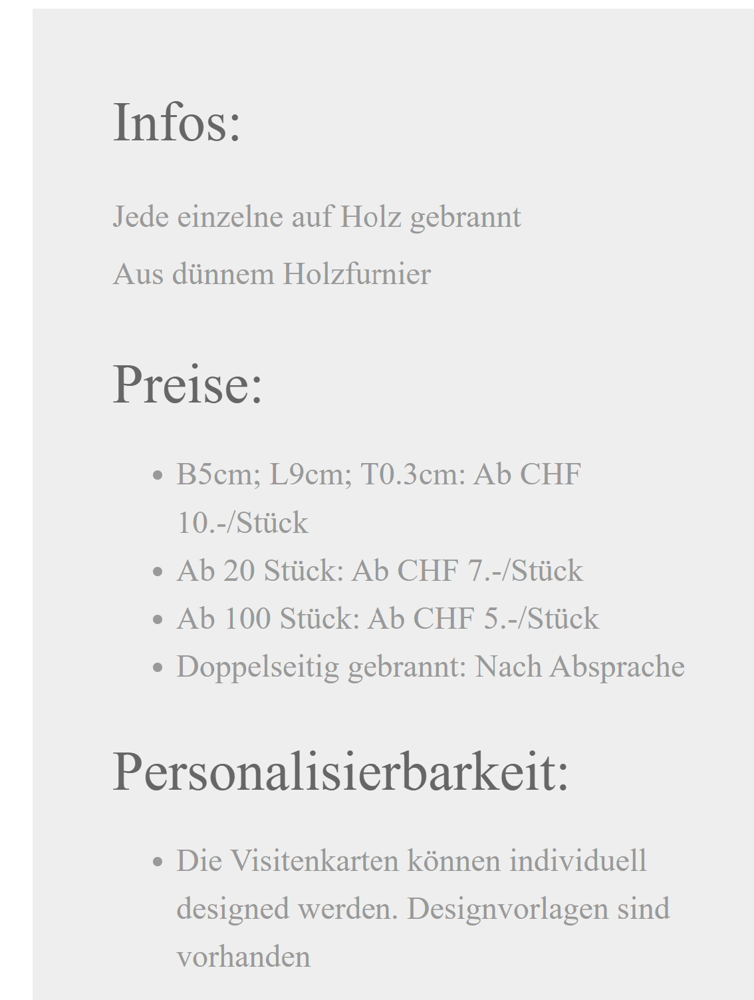 Infos:
Jede einzelne auf Holz gebrannt
Aus dünnem Holzfurnier
Preise:
• B5cm; L9cm; T0.3cm: Ab CHF
10.-/Stück
• Ab 20 Stück: Ab CHF 7.-/Stück
• Ab 100 Stück: Ab CHF 5.-/Stück
• Doppelseitig gebrannt: Nach Absprache
Personalisierbarkeit:
• Die Visitenkarten können individuell
designed werden. Designvorlagen sind
vorhanden